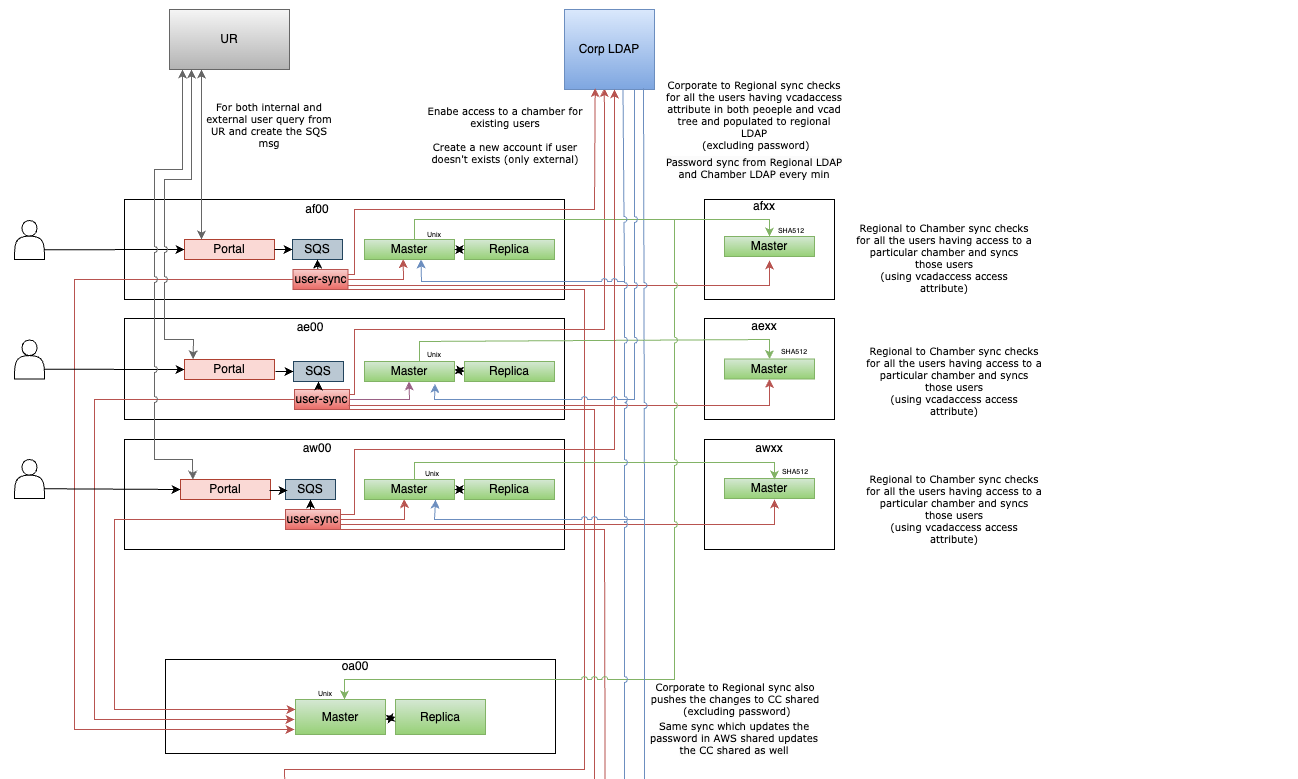 UR
Corp LDAP
For both internal and
external user query from
UR and create the SQS
msg
Enabe access to a chamber for
existing users
Create a new account if user
doesn't exists (only external)
Corporate to Regional sync checks
for all the users having vcadaccess
attribute in both peoeple and vcad
tree and populated to regional
LDAP
(excluding password)
Password sync from Regional LDAP
and Chamber LDAP every min
af00
Portal
SQS
user-sync
Unix
Master
Replica
afxx
SHA512
Master
Regional to Chamber sync checks
for all the users having access to a
particular chamber and syncs
those users
(using vcadaccess access
attribute)
ae00
Portal
SQS
user-sync
Unix
Master
Replica
aexx
SHA512
Master
Regional to Chamber sync checks
for all the users having access to a
particular chamber and syncs
those users
(using vcadaccess access
attribute)
aw00
Portal
SQS
user-sync
Unix
Master
Replica
awxx
SHA512
Master
Regional to Chamber sync checks
for all the users having access to a
particular chamber and syncs
those users
(using vcadaccess access
attribute)
oa00
Unix
Master
Replica
Corporate to Regional sync also
pushes the changes to CC shared
(excluding password)
Same sync which updates the
password in AWS shared updates
the CC shared as well